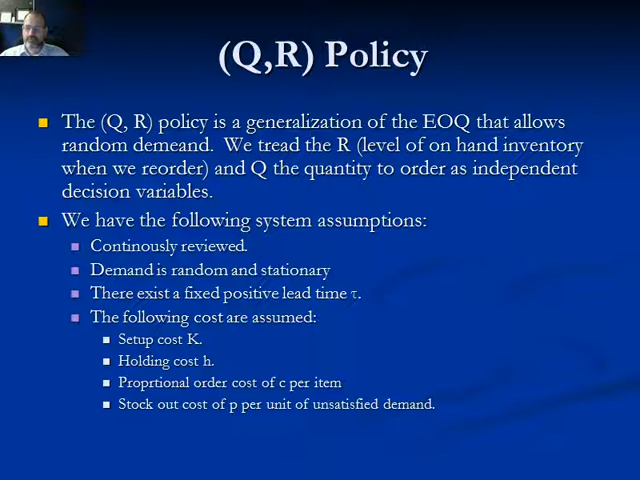 (Q,R) Policy
The (Q, R) policy is a generalization of the EOQ that allows
random demeand. We tread the R (level of on hand inventory
when we reorder) and Q the quantity to order as independent
decision variables.
We have the following system assumptions:
Continously reviewed.
Demand is random and stationary
There exist a fixed positive lead time τ.
The following cost are assumed:
Setup cost K.
Holding cost h.
Proprtional order cost of c per item
Stock out cost of p per unit of unsatisfied demand.